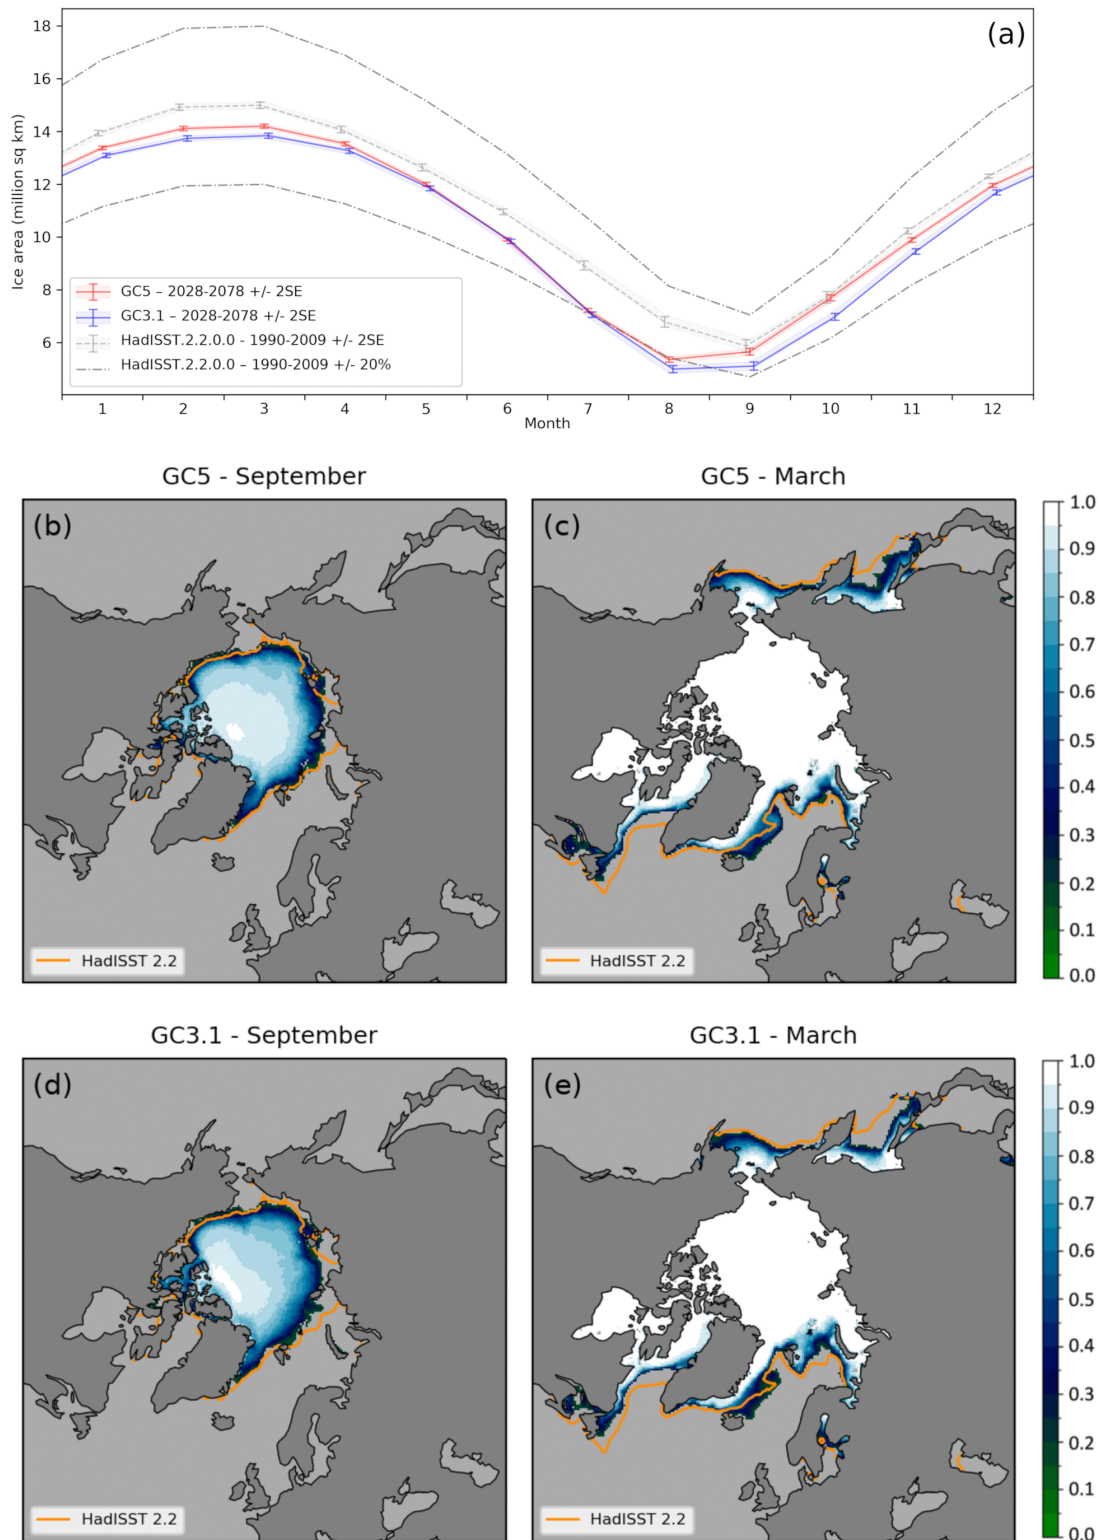 (a)
Ice area (million sq km)
18
16
14
12
10
8
6
GC5 – 2028-2078 +/- 2SE
GC3.1 – 2028-2078 +/- 2SE
HadISST.2.2.0.0 - 1990-2009 +/- 2SE
HadISST.2.2.0.0 – 1990-2009 +/- 20%
1 2 3 4 5 6 7 8 9 10 11 12
Month
GC5 - September
(b)
HadISST 2.2
GC5 - March
(c)
HadISST 2.2
1.0
0.9
0.8
0.7
0.6
0.5
0.4
0.3
0.2
0.1
0.0
GC3.1 - September
(d)
HadISST 2.2
GC3.1 - March
(e)
HadISST 2.2
1.0
0.9
0.8
0.7
0.6
0.5
0.4
0.3
0.2
0.1
0.0